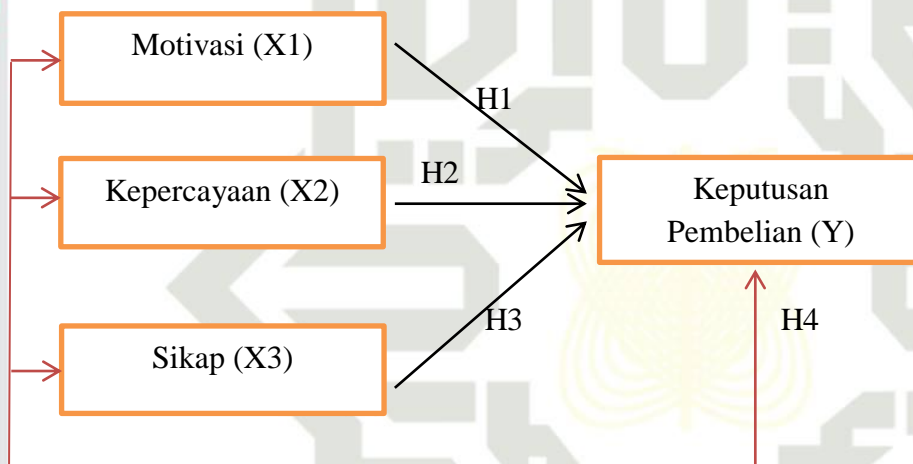 Motivasi (X1)
H1
Kepercayaan (X2)
H2
Keputusan
Pembelian (Y)
Sikap (X3)
H3
H4